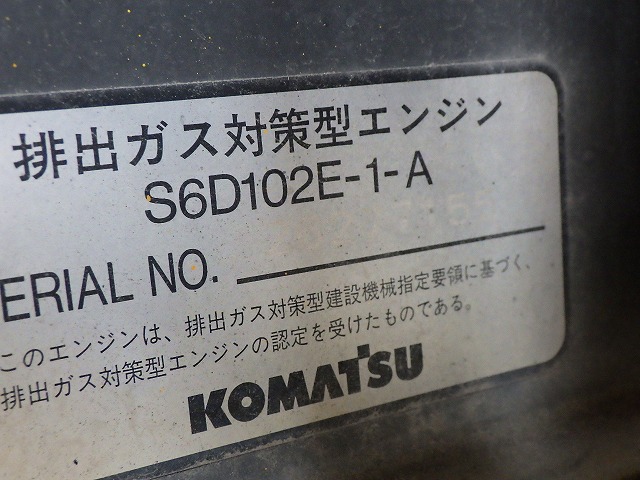 排出ガス対策型エンジン
S6D102E-1-A
ERIAL NO.
このエンジンは、排出ガス対策型建設機械指定要領に基づく、
排出ガス対策型エンジンの認定を受けたものである。
KOMATSU